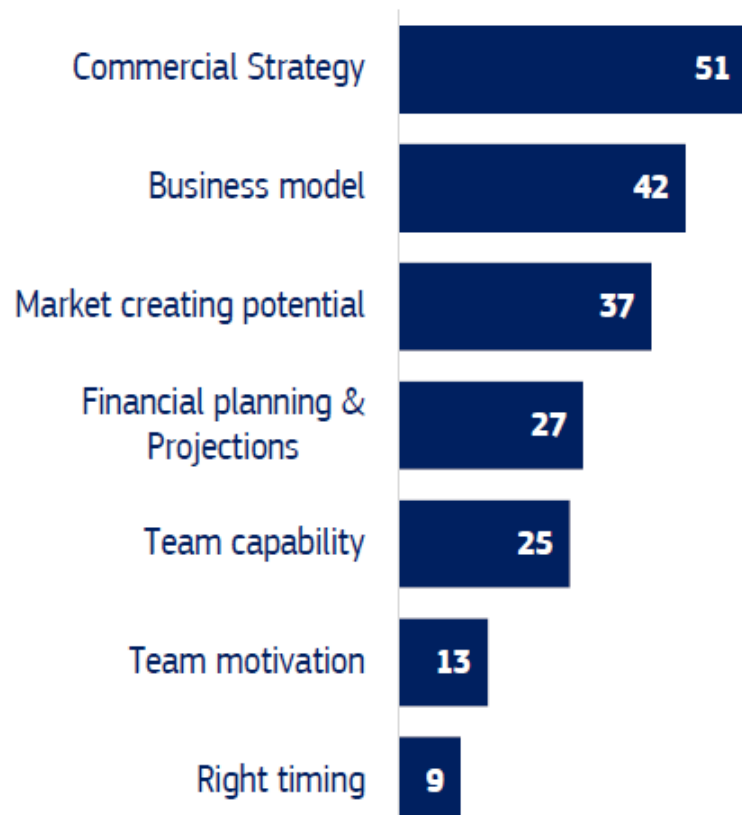 Commercial Strategy 51
Business model 42
Market creating potential 37
Financial planning &
Projections 27
Team capability 25
Team motivation 13
Right timing 9